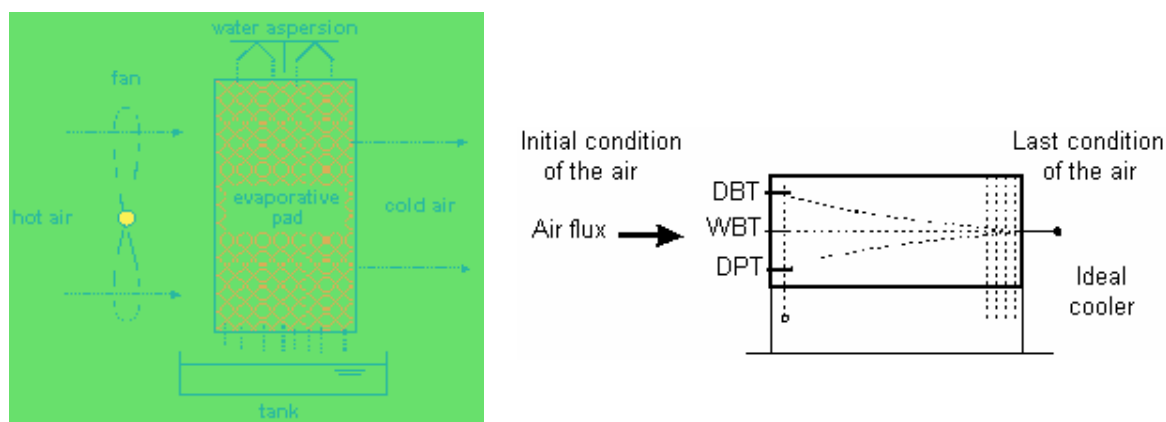 water aspersion
fan
hot air
evaporative
pad
cold air
tank
Initial condition
of the air
Last condition
of the air
DBT
Air flux
WBT
DPT
Ideal
cooler